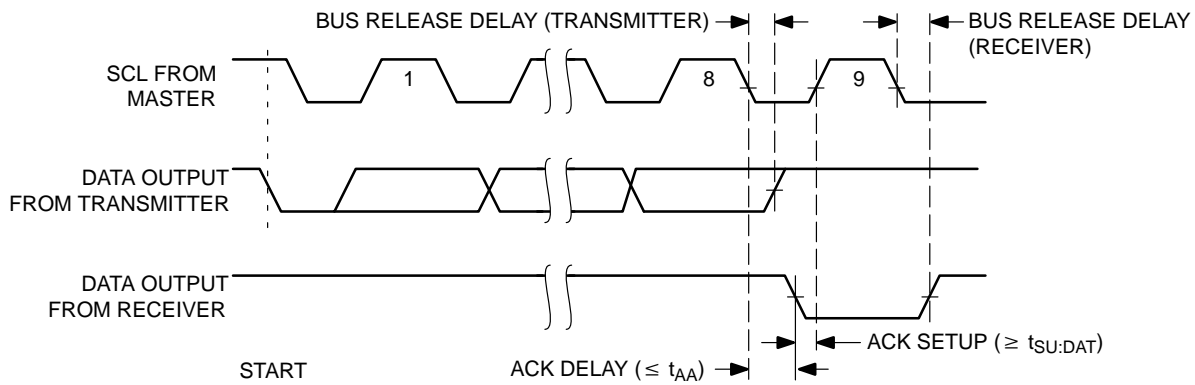 BUS RELEASE DELAY (TRANSMITTER)
BUS RELEASE DELAY
(RECEIVER)
SCL FROM
MASTER
1
8
9
DATA OUTPUT
FROM TRANSMITTER
DATA OUTPUT
FROM RECEIVER
START
ACK DELAY (≤ tAA)
ACK SETUP (≥ tSU:DAT)